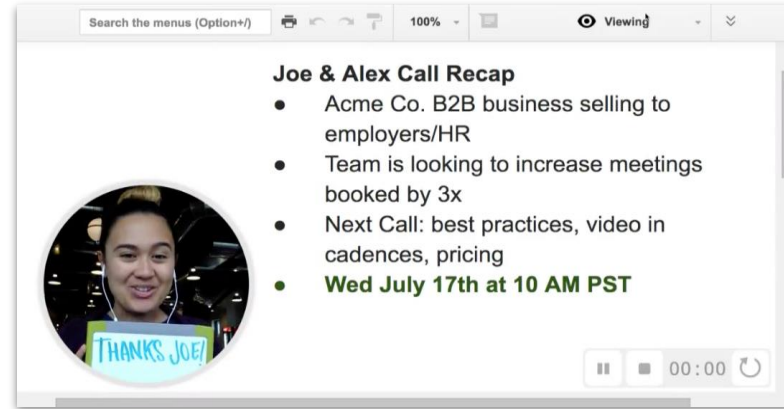 Search the menus (Option+/)
100%
Viewing
Joe & Alex Call Recap
● Acme Co. B2B business selling to
employers/HR
● Team is looking to increase meetings
booked by 3x
● Next Call: best practices, video in
cadences, pricing
● Wed July 17th at 10 AM PST
THANKS JOE!
00:00